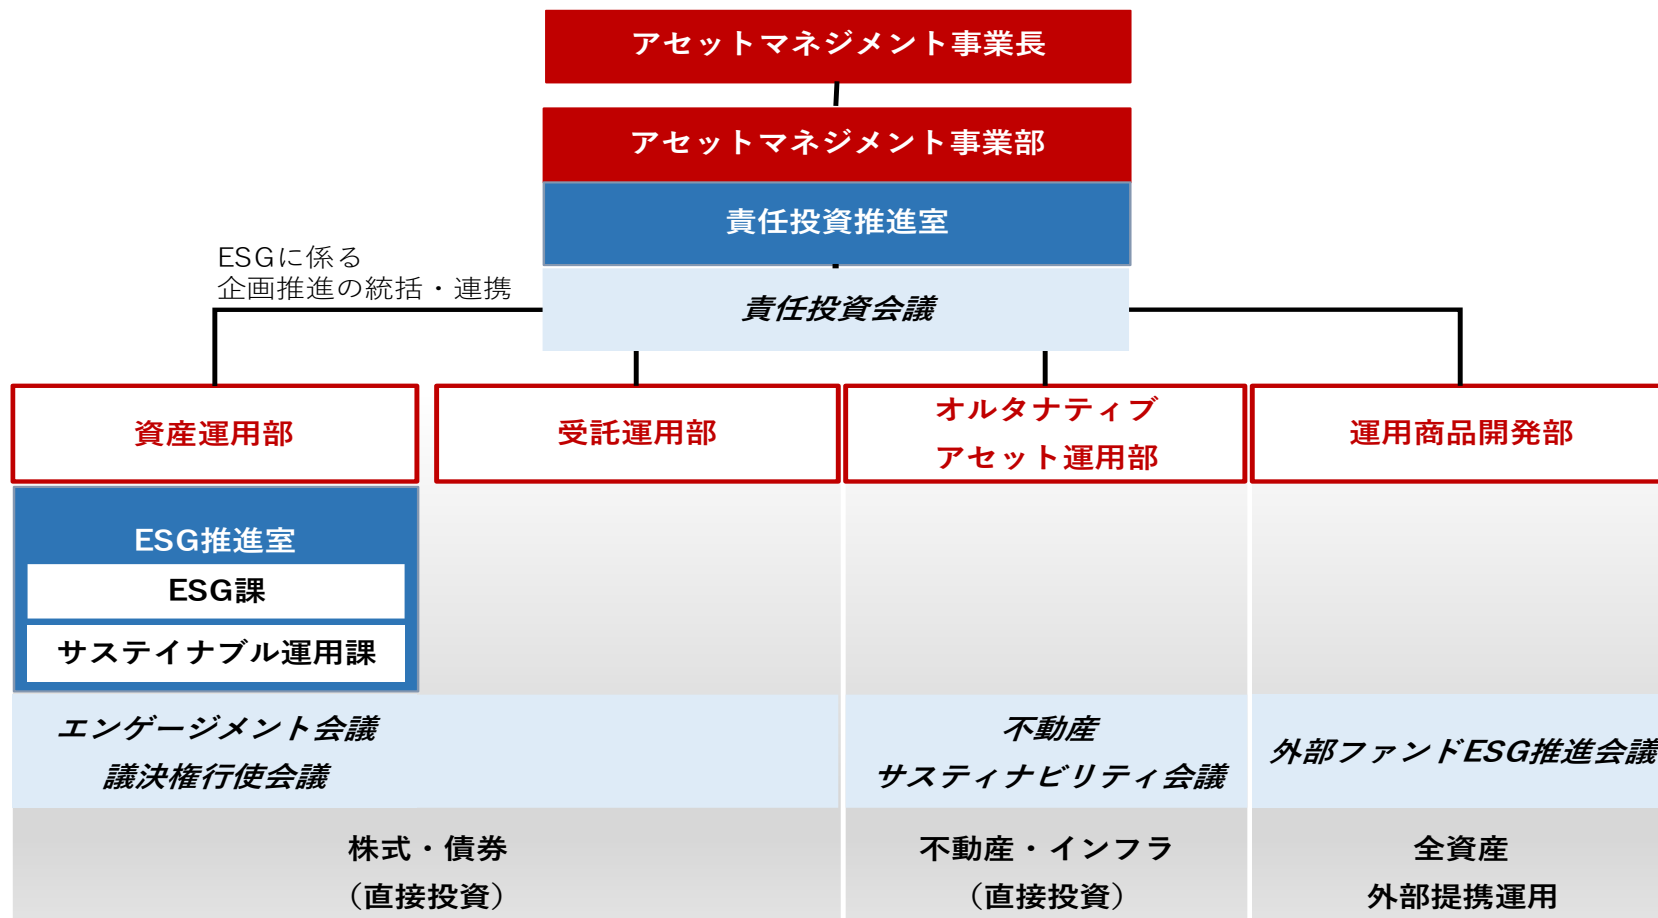 アセットマネジメント事業長
アセットマネジメント事業部
責任投資推進室
ESGに係る
企画推進の統括・連携
責任投資会議
資産運用部
受託運用部
オルタナティブ
アセット運用部
運用商品開発部
ESG推進室
ESG課
サステイナブル運用課
エンゲージメント会議
議決権行使会議
不動産
サスティナビリティ会議
外部ファンドESG推進会議
株式・債券
（直接投資）
不動産・インフラ
（直接投資）
全資産
外部提携運用